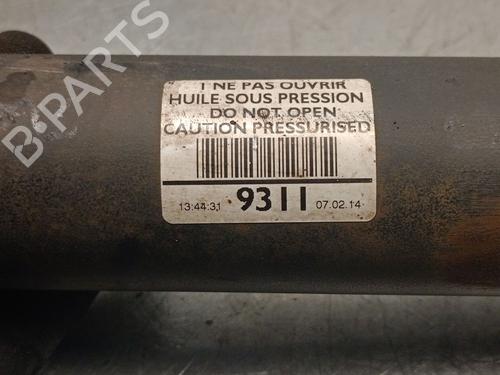 B-PARTS
! NE PAS OUVRIR
HUILE SOUS PRESSION
DO NOT OPEN
CAUTION PRESSURISED
13:44:31 9311 07.02.14